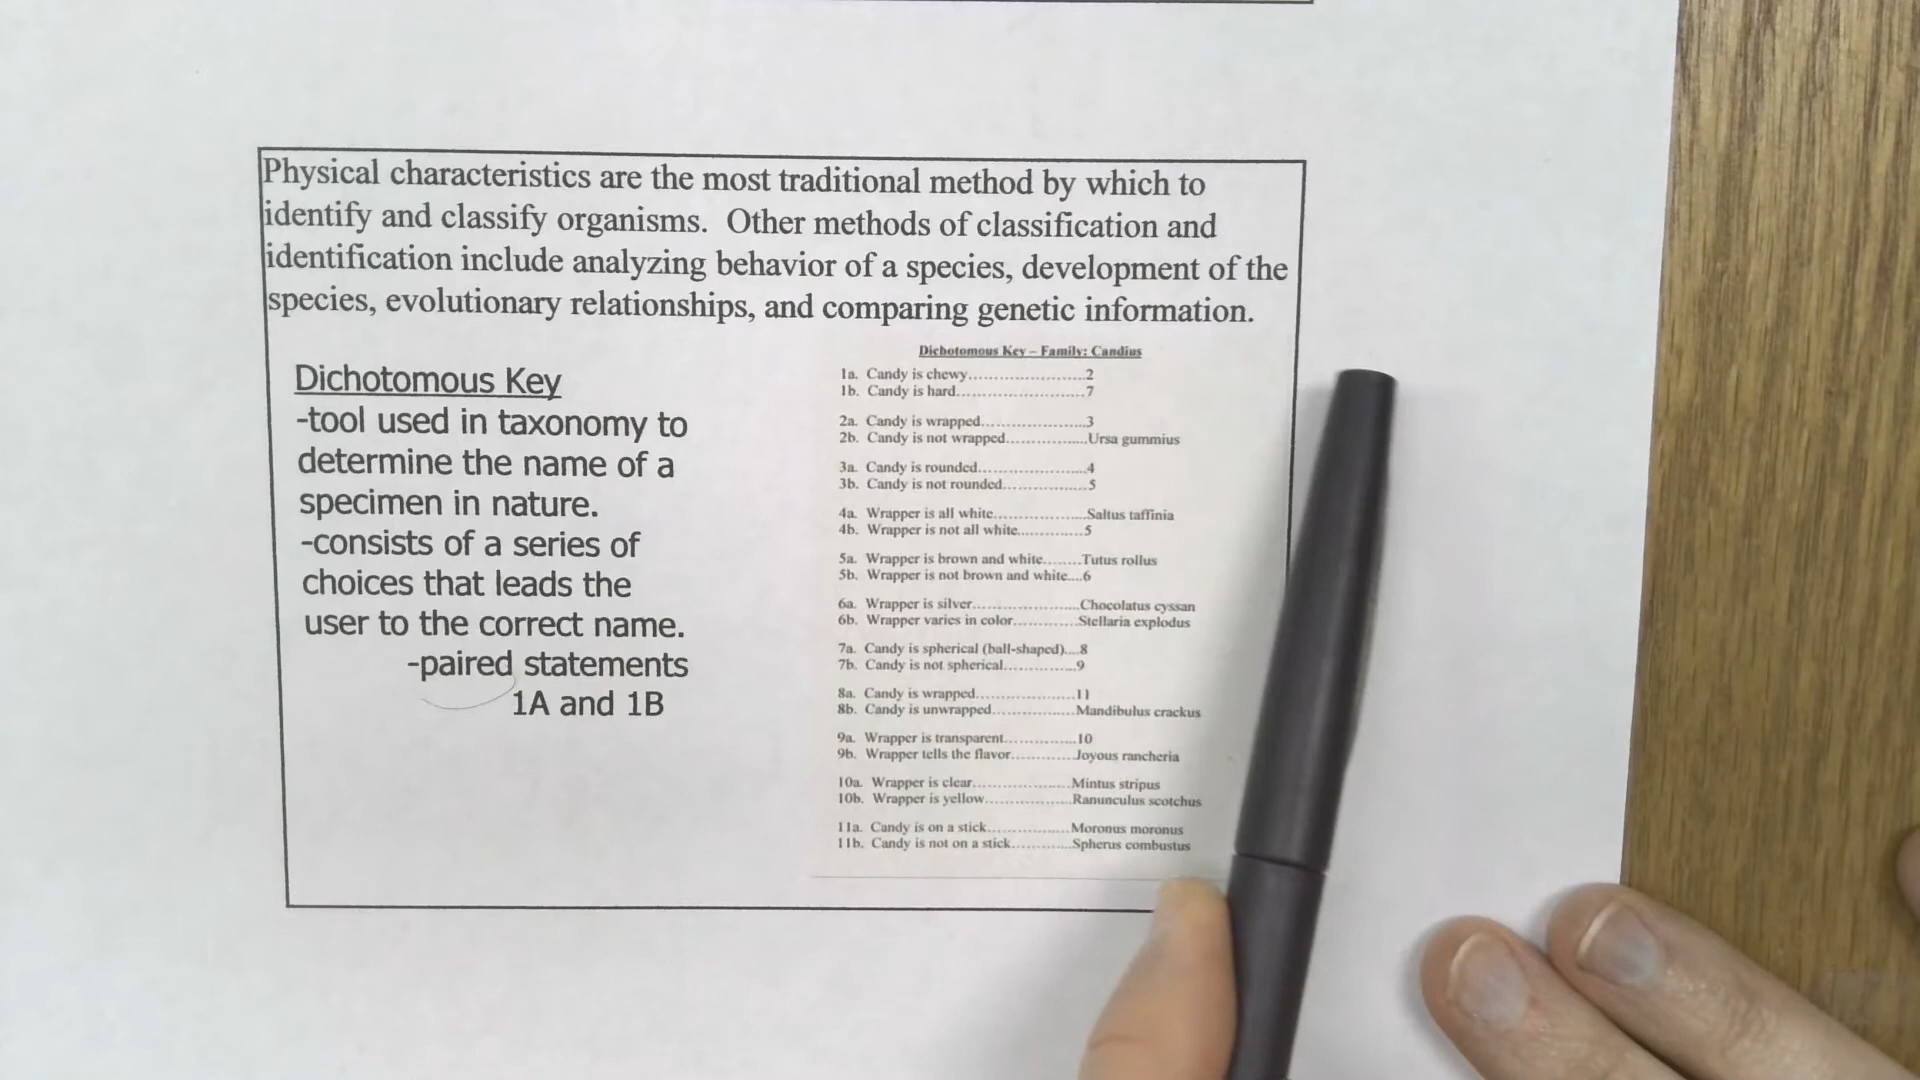 Physical characteristics are the most traditional method by which to
identify and classify organisms.  Other methods of classification and
identification include analyzing behavior of a species, development of the
species, evolutionary relationships, and comparing genetic information.
Dichotomous Key
-tool used in taxonomy to
determine the name of a
specimen in nature.
-consists of a series of
choices that leads the
user to the correct name.
-paired statements
1A and 1B
Dichotomous Key – Family: Candius
1a. Candy is chewy.......................2
1b. Candy is hard.........................7
2a. Candy is wrapped.....................3
2b. Candy is not wrapped................Ursa gummius
3a. Candy is rounded......................4
3b. Candy is not rounded.................5
4a. Wrapper is all white..................Saltus taffinia
4b. Wrapper is not all white.............5
5a. Wrapper is brown and white........Tutus rollus
5b. Wrapper is not brown and white....6
6a. Wrapper is silver.....................Chocolatus cyssan
6b. Wrapper varies in color............Stellaria explodus
7a. Candy is spherical (ball-shaped)....8
7b. Candy is not spherical..............9
8a. Candy is wrapped....................11
8b. Candy is unwrapped................Mandibulus crackus
9a. Wrapper is transparent..............10
9b. Wrapper tells the flavor............Joyous rancheria
10a. Wrapper is clear...................Mintus stripus
10b. Wrapper is yellow.................Ranunculus scotchus
11a. Candy is on a stick................Moronus moronus
11b. Candy is not on a stick............Spherus combustus